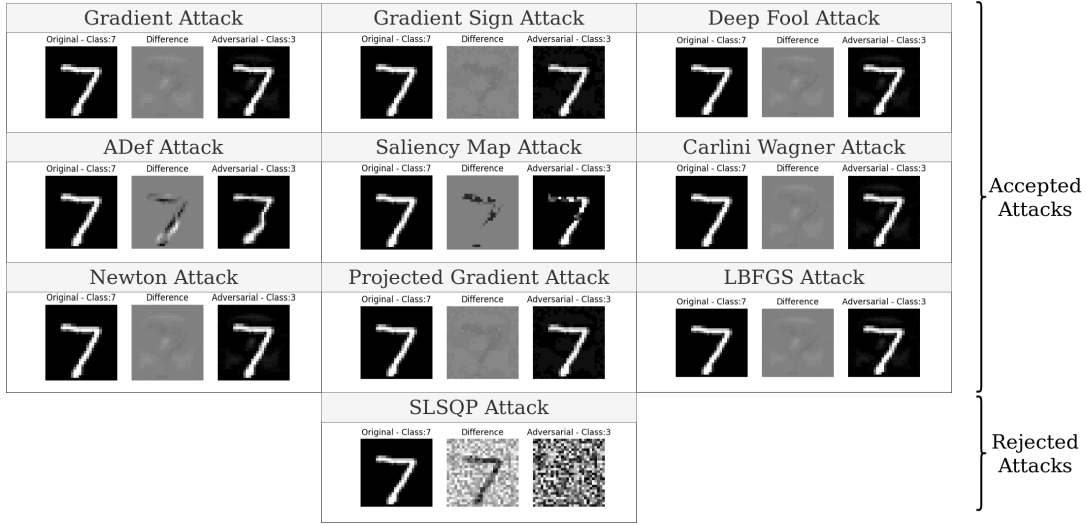 Gradient Attack
Original - Class:7 Difference Adversarial - Class:3
Gradient Sign Attack
Original - Class:7 Difference Adversarial - Class:3
Deep Fool Attack
Original - Class:7 Difference Adversarial - Class:3
ADef Attack
Original - Class:7 Difference Adversarial - Class:3
Saliency Map Attack
Original - Class:7 Difference Adversarial - Class:3
Carlini Wagner Attack
Original - Class:7 Difference Adversarial - Class:3
Newton Attack
Original - Class:7 Difference Adversarial - Class:3
Projected Gradient Attack
Original - Class:7 Difference Adversarial - Class:3
LBFGS Attack
Original - Class:7 Difference Adversarial - Class:3
Accepted
Attacks
SLSQP Attack
Original - Class:7 Difference Adversarial - Class:3
Rejected
Attacks